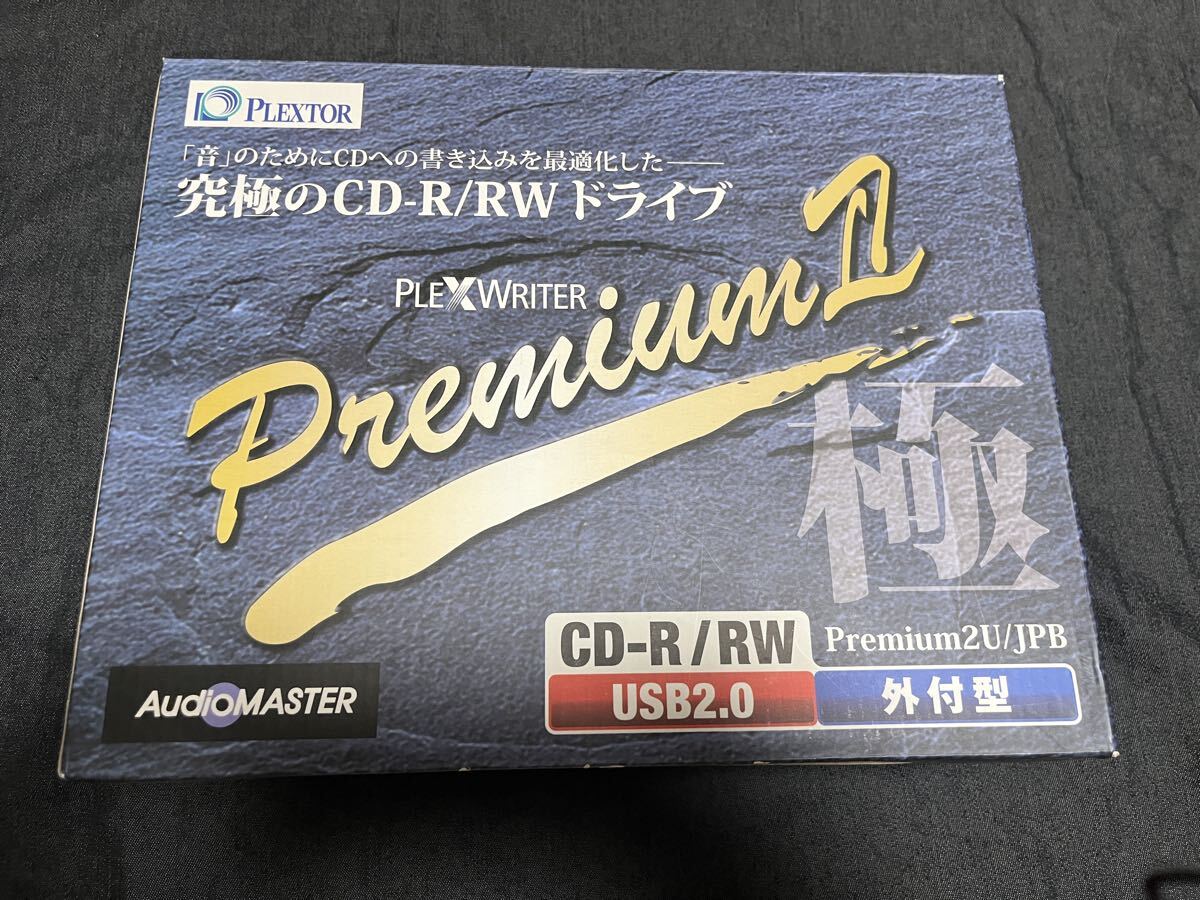 PLEXTOR
「音」のためにCDへの書き込みを最適化した——
究極のCD-R/RWドライブ
PLEXWRITER
PremiumⅡ
極
CD-R/RW
Premium2U/JPB
USB2.0
外付型
AudioMASTER